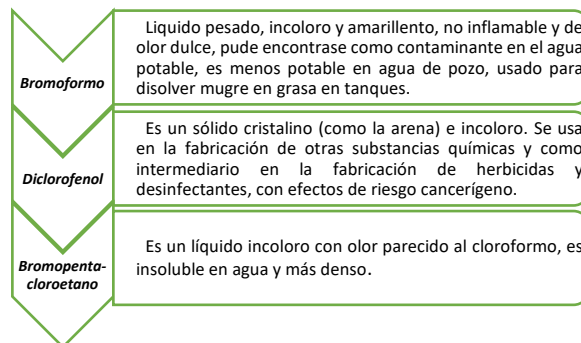 Bromoformo
Liquido pesado, incoloro y amarillento, no inflamable y de
olor dulce, pude encontrase como contaminante en el agua
potable, es menos potable en agua de pozo, usado para
disolver mugre en grasa en tanques.
Diclorofenol
Es un sólido cristalino (como la arena) e incoloro. Se usa
en la fabricación de otras substancias químicas y como
intermediario en la fabricación de herbicidas y
desinfectantes, con efectos de riesgo cancerígeno.
Bromopenta-
cloroetano
Es un líquido incoloro con olor parecido al cloroformo, es
insoluble en agua y más denso.